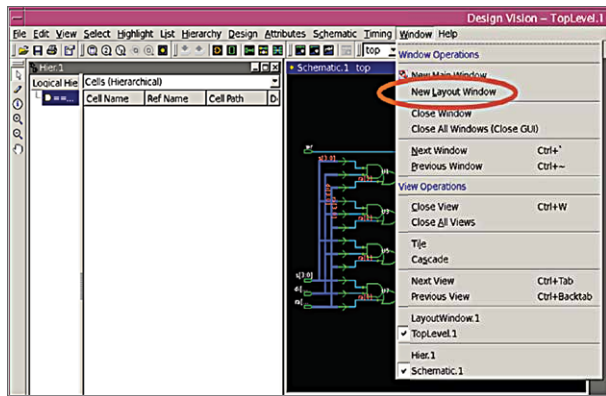 Design Vision – TopLevel.1
File Edit View Select Highlight List Hierarchy Design Attributes Schematic Timing Window Help
top
Hier.1
Schematic.1 top
Logical Hie
Cells (Hierarchical)
Cell Name Ref Name Cell Path D
Window Operations
New Main Window
New Layout Window
Close Window
Close All Windows (Close GUI)
Next Window Ctrl+`
Previous Window Ctrl+~
View Operations
Close View Ctrl+W
Close All Views
Tile
Cascade
Next View Ctrl+Tab
Previous View Ctrl+Backtab
LayoutWindow.1
TopLevel.1
Hier.1
Schematic.1